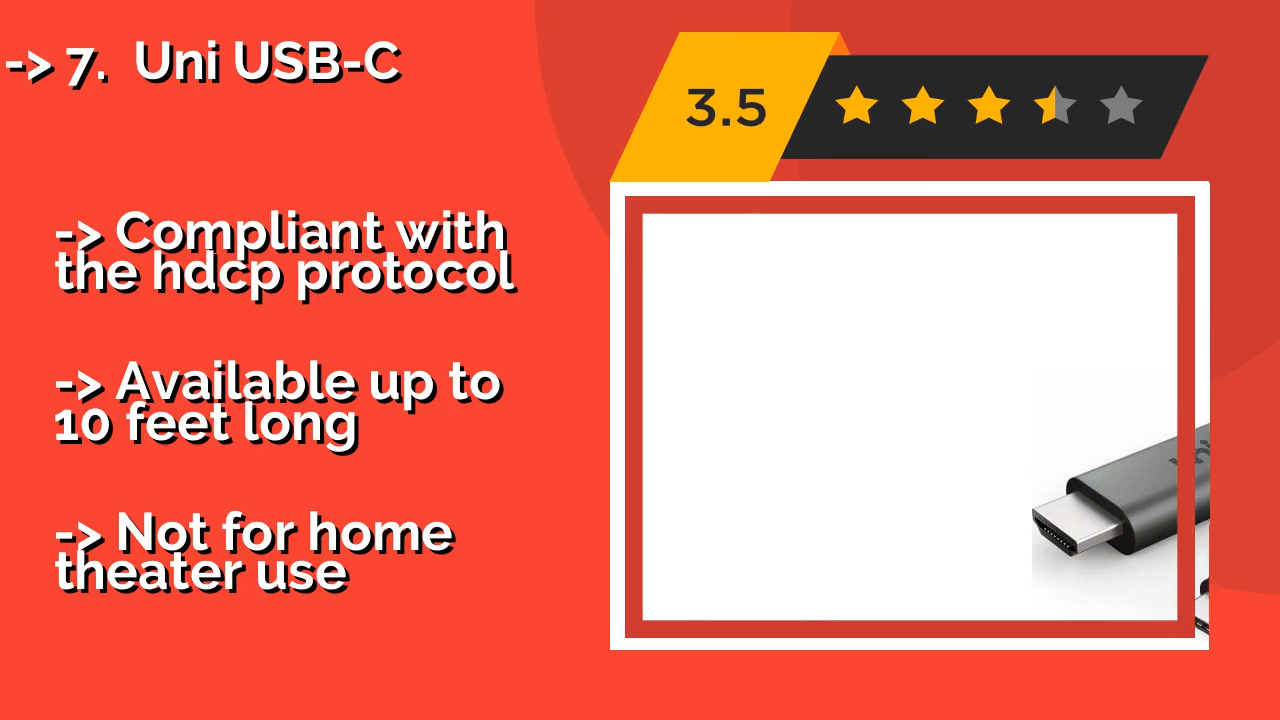 -> 7.  Uni USB-C
3.5
-> Compliant with
the hdcp protocol
-> Available up to
10 feet long
-> Not for home
theater use